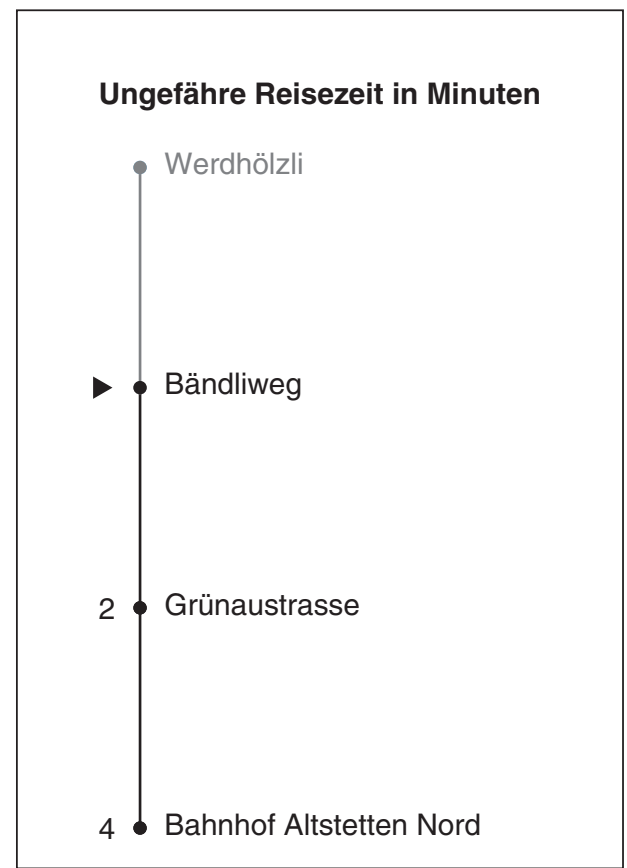 Ungefähre Reisezeit in Minuten
Werdhölzli
Bändliweg
2 Grünaustrasse
4 Bahnhof Altstetten Nord